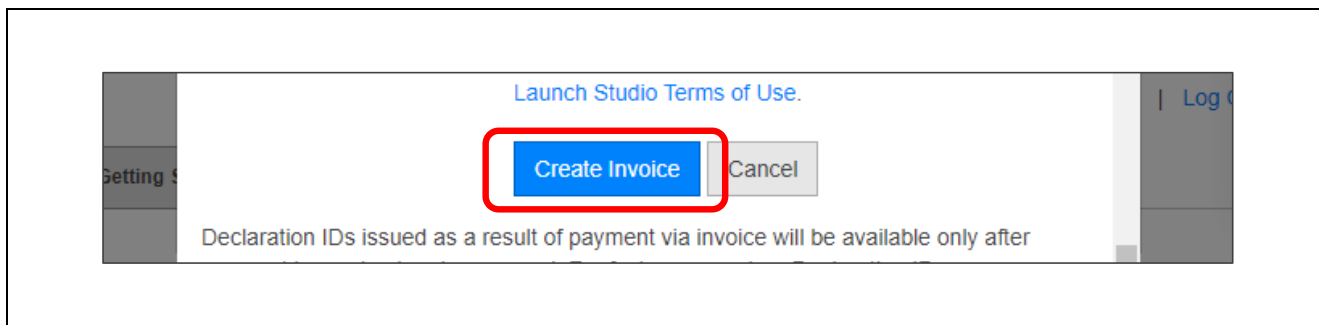 Launch Studio Terms of Use.
| Log
Create Invoice Cancel
Getting
Declaration IDs issued as a result of payment via invoice will be available only after